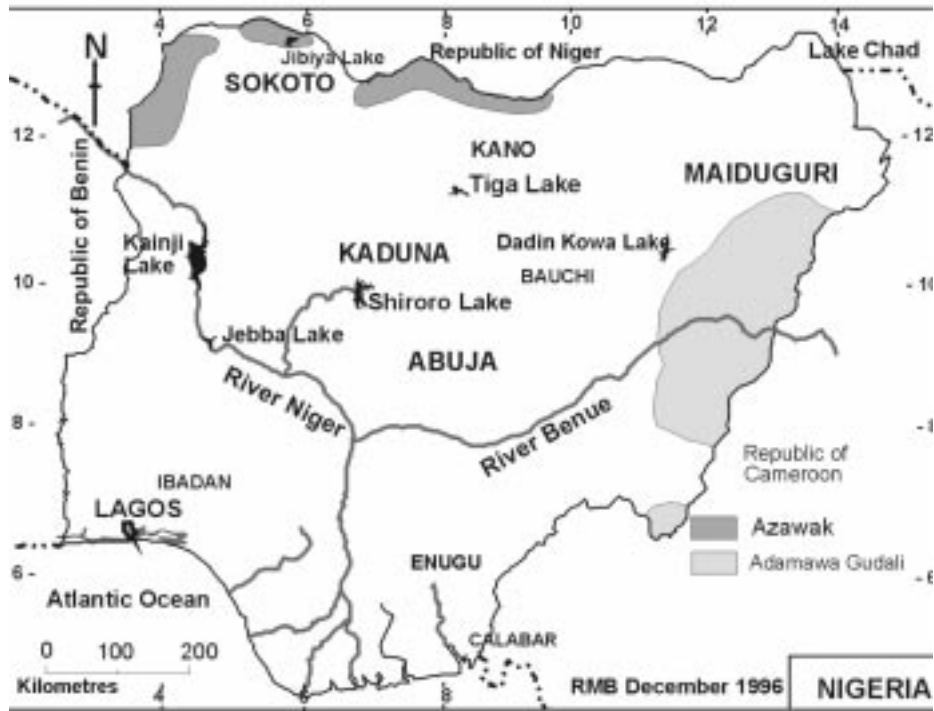 4 6 8 10 12 14
N
Republic of Niger
Lake Chad
Jibiya Lake
SOKOTO
12 -
- 12
KANO
Tiga Lake
MAIDUGURI
Republic of Benin
Kainji
Lake
KADUNA
Dadin Kowa Lake
BAUCHI
10 -
- 10
Shiroro Lake
Jebba Lake
ABUJA
River Niger
River Benue
8 -
- 8
Republic of
Cameroon
IBADAN
LAGOS
Azawak
ENUGU
Adamawa Gudali
6 -
- 6
Atlantic Ocean
CALABAR
0 100 200
Kilometres
4 6 8
RMB December 1996
NIGERIA